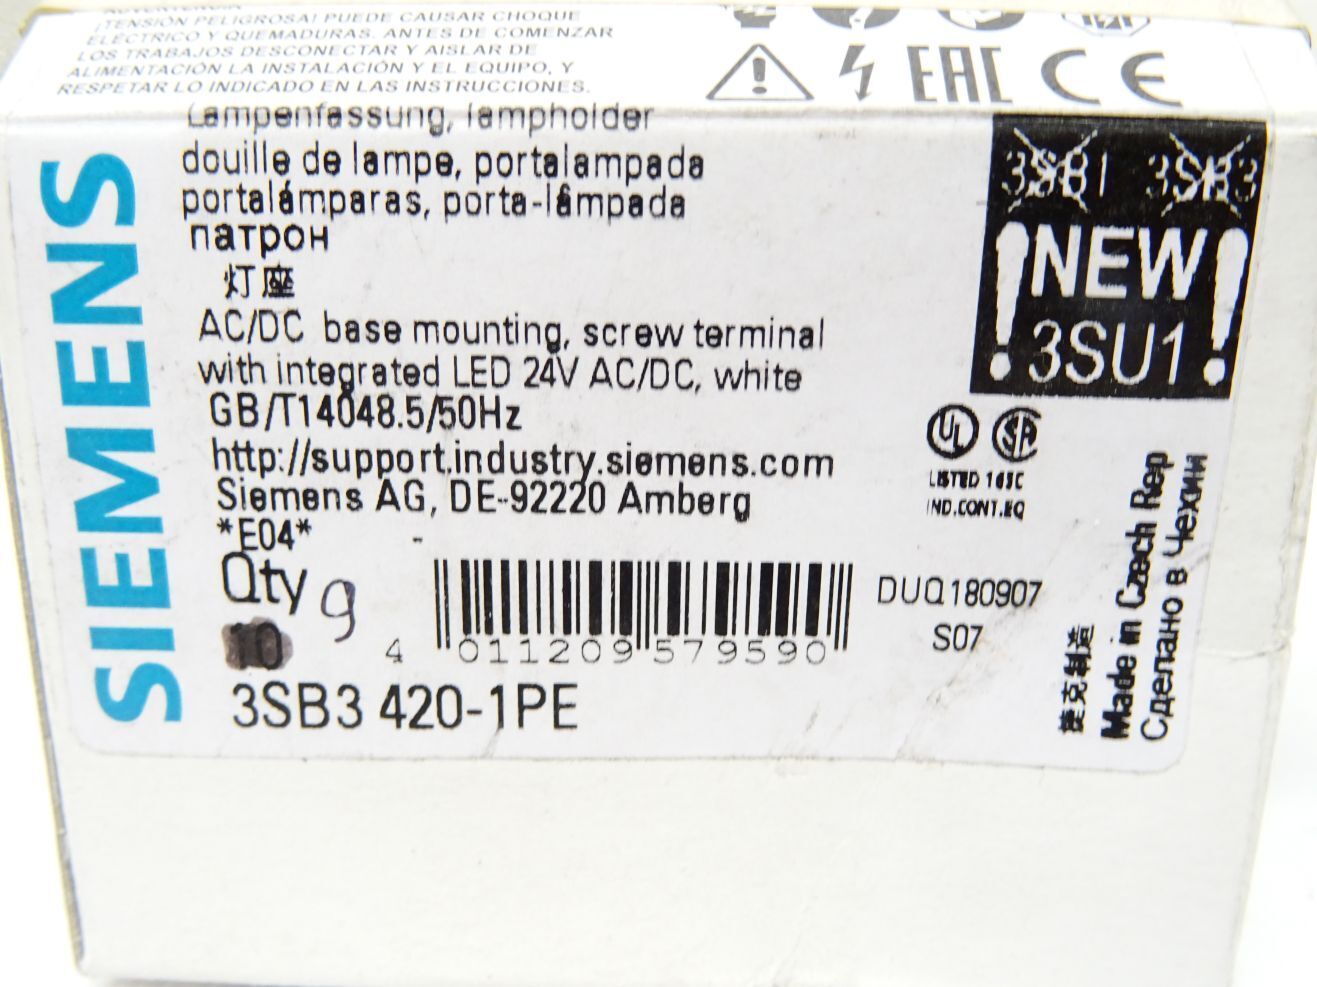 ¡TENSIÓN PELIGROSA! PUEDE CAUSAR CHOQUE
ELÉCTRICO Y QUEMADURAS. ANTES DE COMENZAR
LOS TRABAJOS DESCONECTAR Y AISLAR DE
ALIMENTACIÓN LA INSTALACIÓN Y EL EQUIPO, Y
RESPETAR LO INDICADO EN LAS INSTRUCCIONES.
EAC CE
SIEMENS
Lampenfassung, lampholder
douille de lampe, portalampada
portalámparas, porta-lâmpada
патрон
灯座
AC/DC base mounting, screw terminal
with integrated LED 24V AC/DC, white
GB/T14048.5/50Hz
http://support.industry.siemens.com
Siemens AG, DE-92220 Amberg
*E04* -
Qty 9
10
4 011209 579590
3SB3 420-1PE
3SB1 3SB3
! NEW !
3SU1
UL SA
LISTED 163C
IND.CONT.EQ
DUQ180907
S07
捷克制造
Made in Czech Rep
Сделано в Чехии